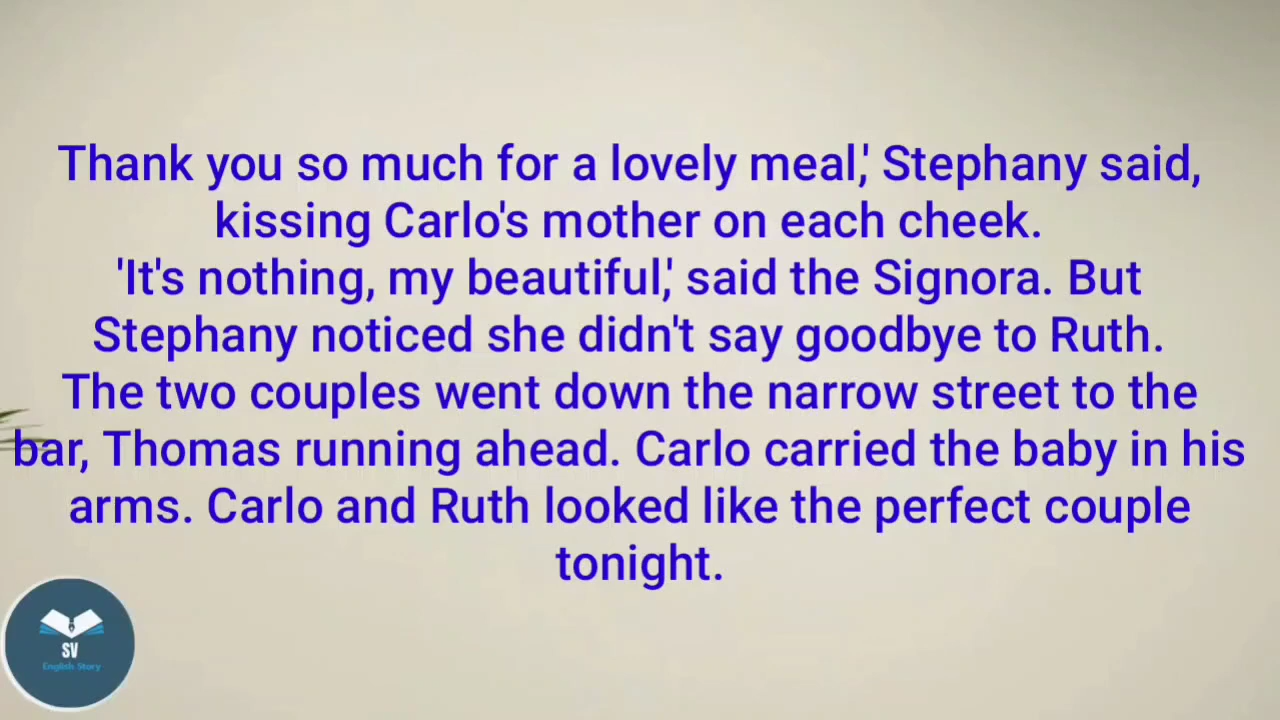 Thank you so much for a lovely meal,' Stephany said,
kissing Carlo's mother on each cheek.
'It's nothing, my beautiful,' said the Signora. But
Stephany noticed she didn't say goodbye to Ruth.
The two couples went down the narrow street to the
bar, Thomas running ahead. Carlo carried the baby in his
arms. Carlo and Ruth looked like the perfect couple
tonight.
SV
English Story